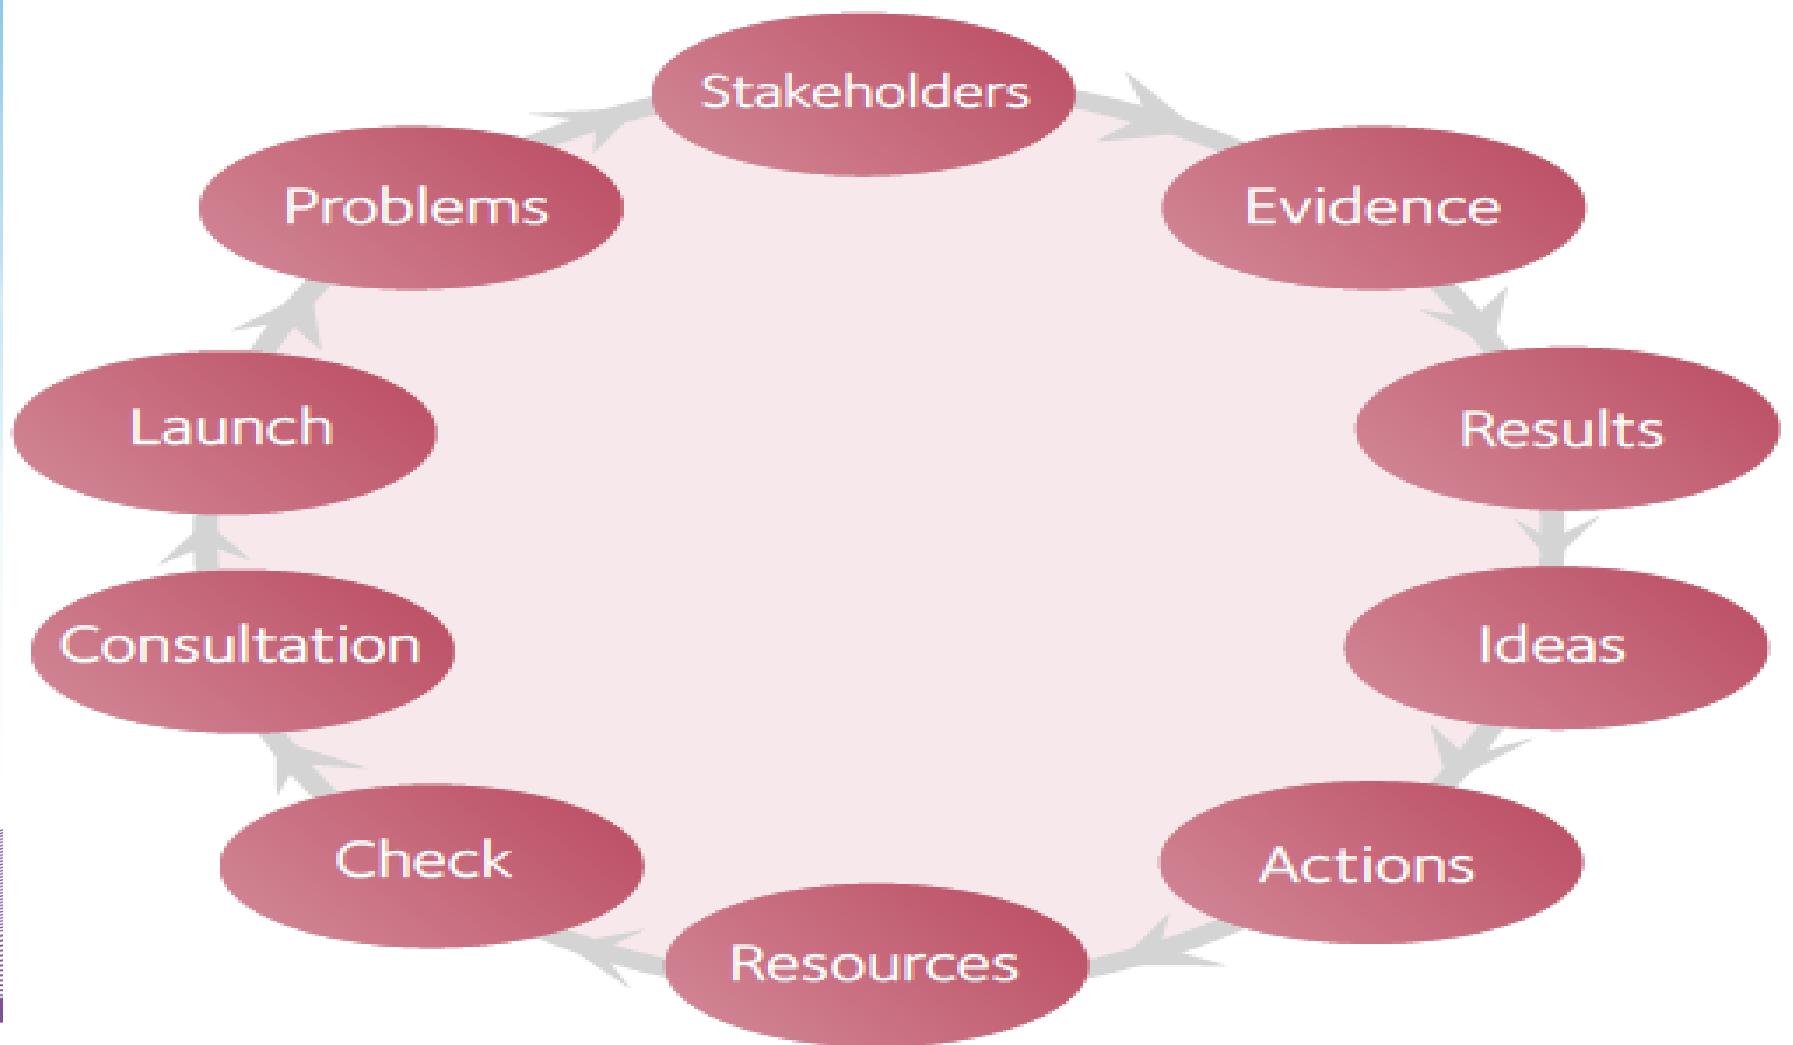 Stakeholders
Evidence
Results
Ideas
Actions
Resources
Check
Consultation
Launch
Problems